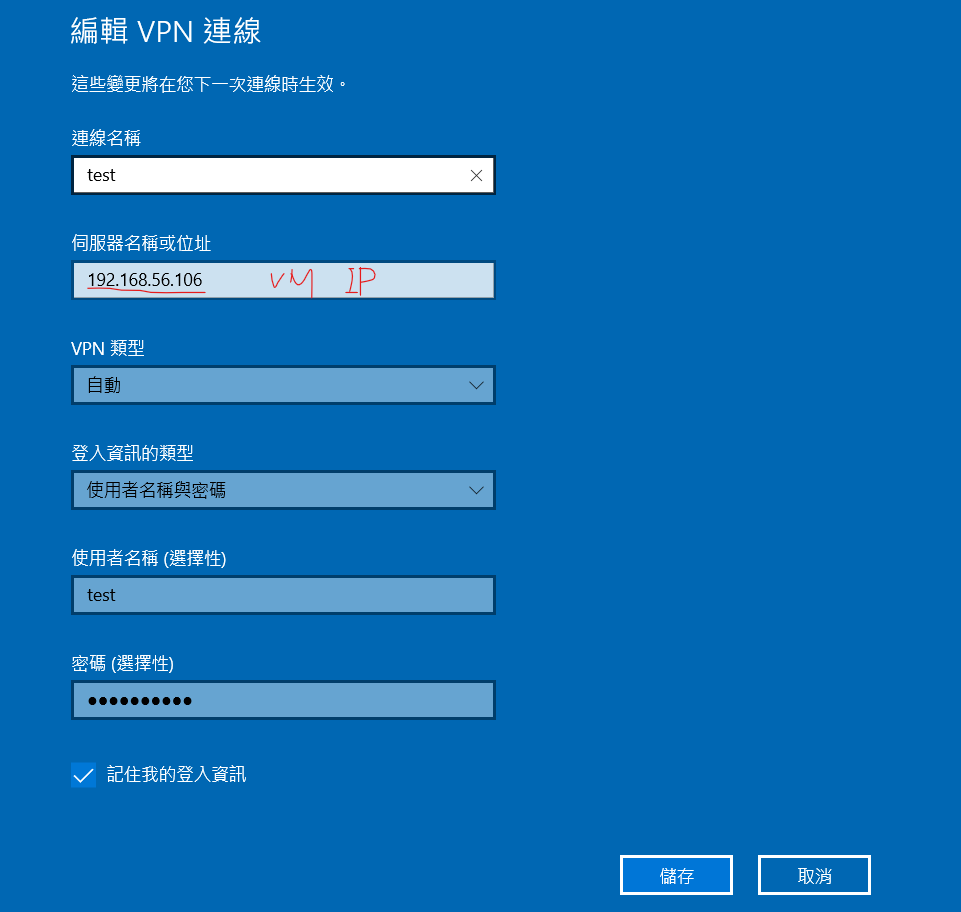 編輯 VPN 連線
這些變更將在您下一次連線時生效。
連線名稱
test
伺服器名稱或位址
192.168.56.106 VM IP
VPN 類型
自動
登入資訊的類型
使用者名稱與密碼
使用者名稱 (選擇性)
test
密碼 (選擇性)
●●●●●●●●●●
記住我的登入資訊
儲存 取消